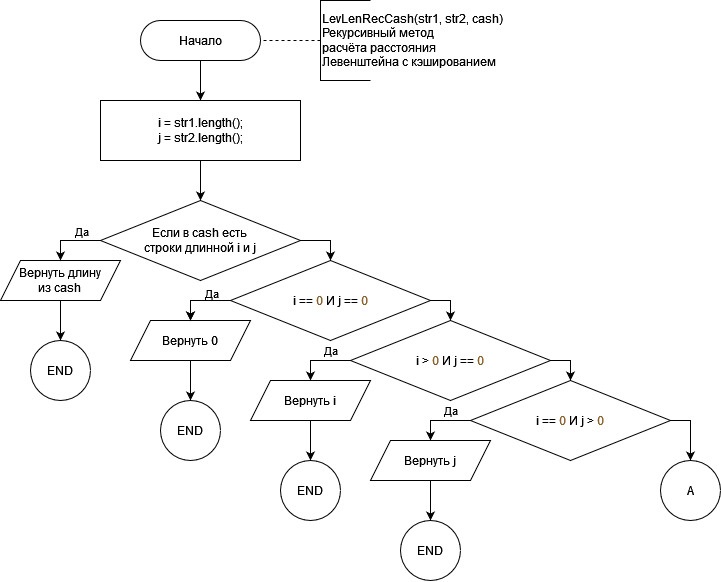 Начало
LevLenRecCash(str1, str2, cash)
Рекурсивный метод
расчёта расстояния
Левенштейна с кэшированием
i = str1.length();
j = str2.length();
Если в cash есть
строки длинной i и j
Да
Вернуть длину
из cash
END
i == 0 И j == 0
Да
Вернуть 0
END
i > 0 И j == 0
Да
Вернуть i
END
i == 0 И j > 0
Да
Вернуть j
END
A